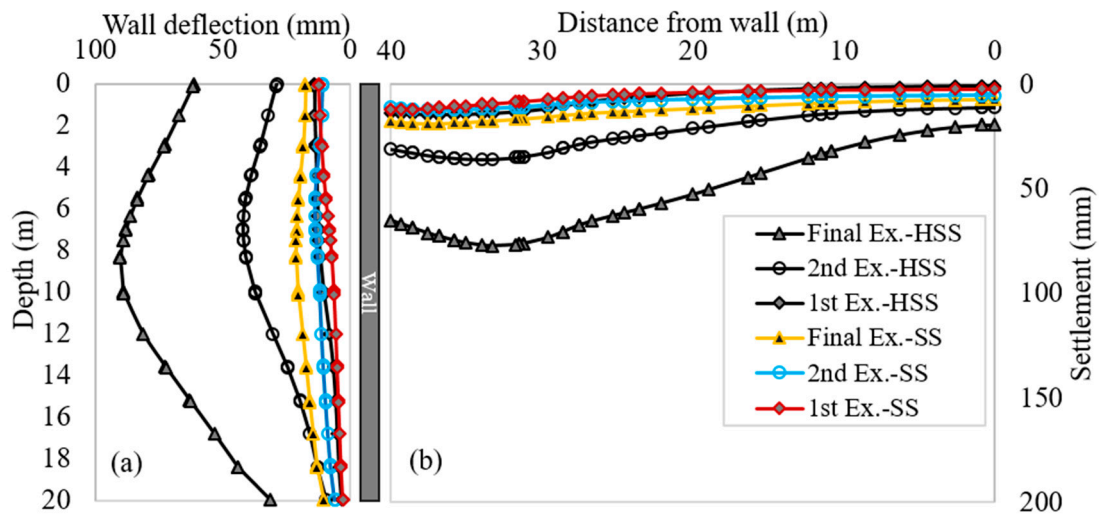 Wall deflection (mm)
100 50 0
Distance from wall (m)
40 30 20 10 0
Depth (m)
0
2
4
6
8
10
12
14
16
18
20
(a)
Wall
(b)
Final Ex.-HSS
2nd Ex.-HSS
1st Ex.-HSS
Final Ex.-SS
2nd Ex.-SS
1st Ex.-SS
0
50
100
150
200
Settlement (mm)